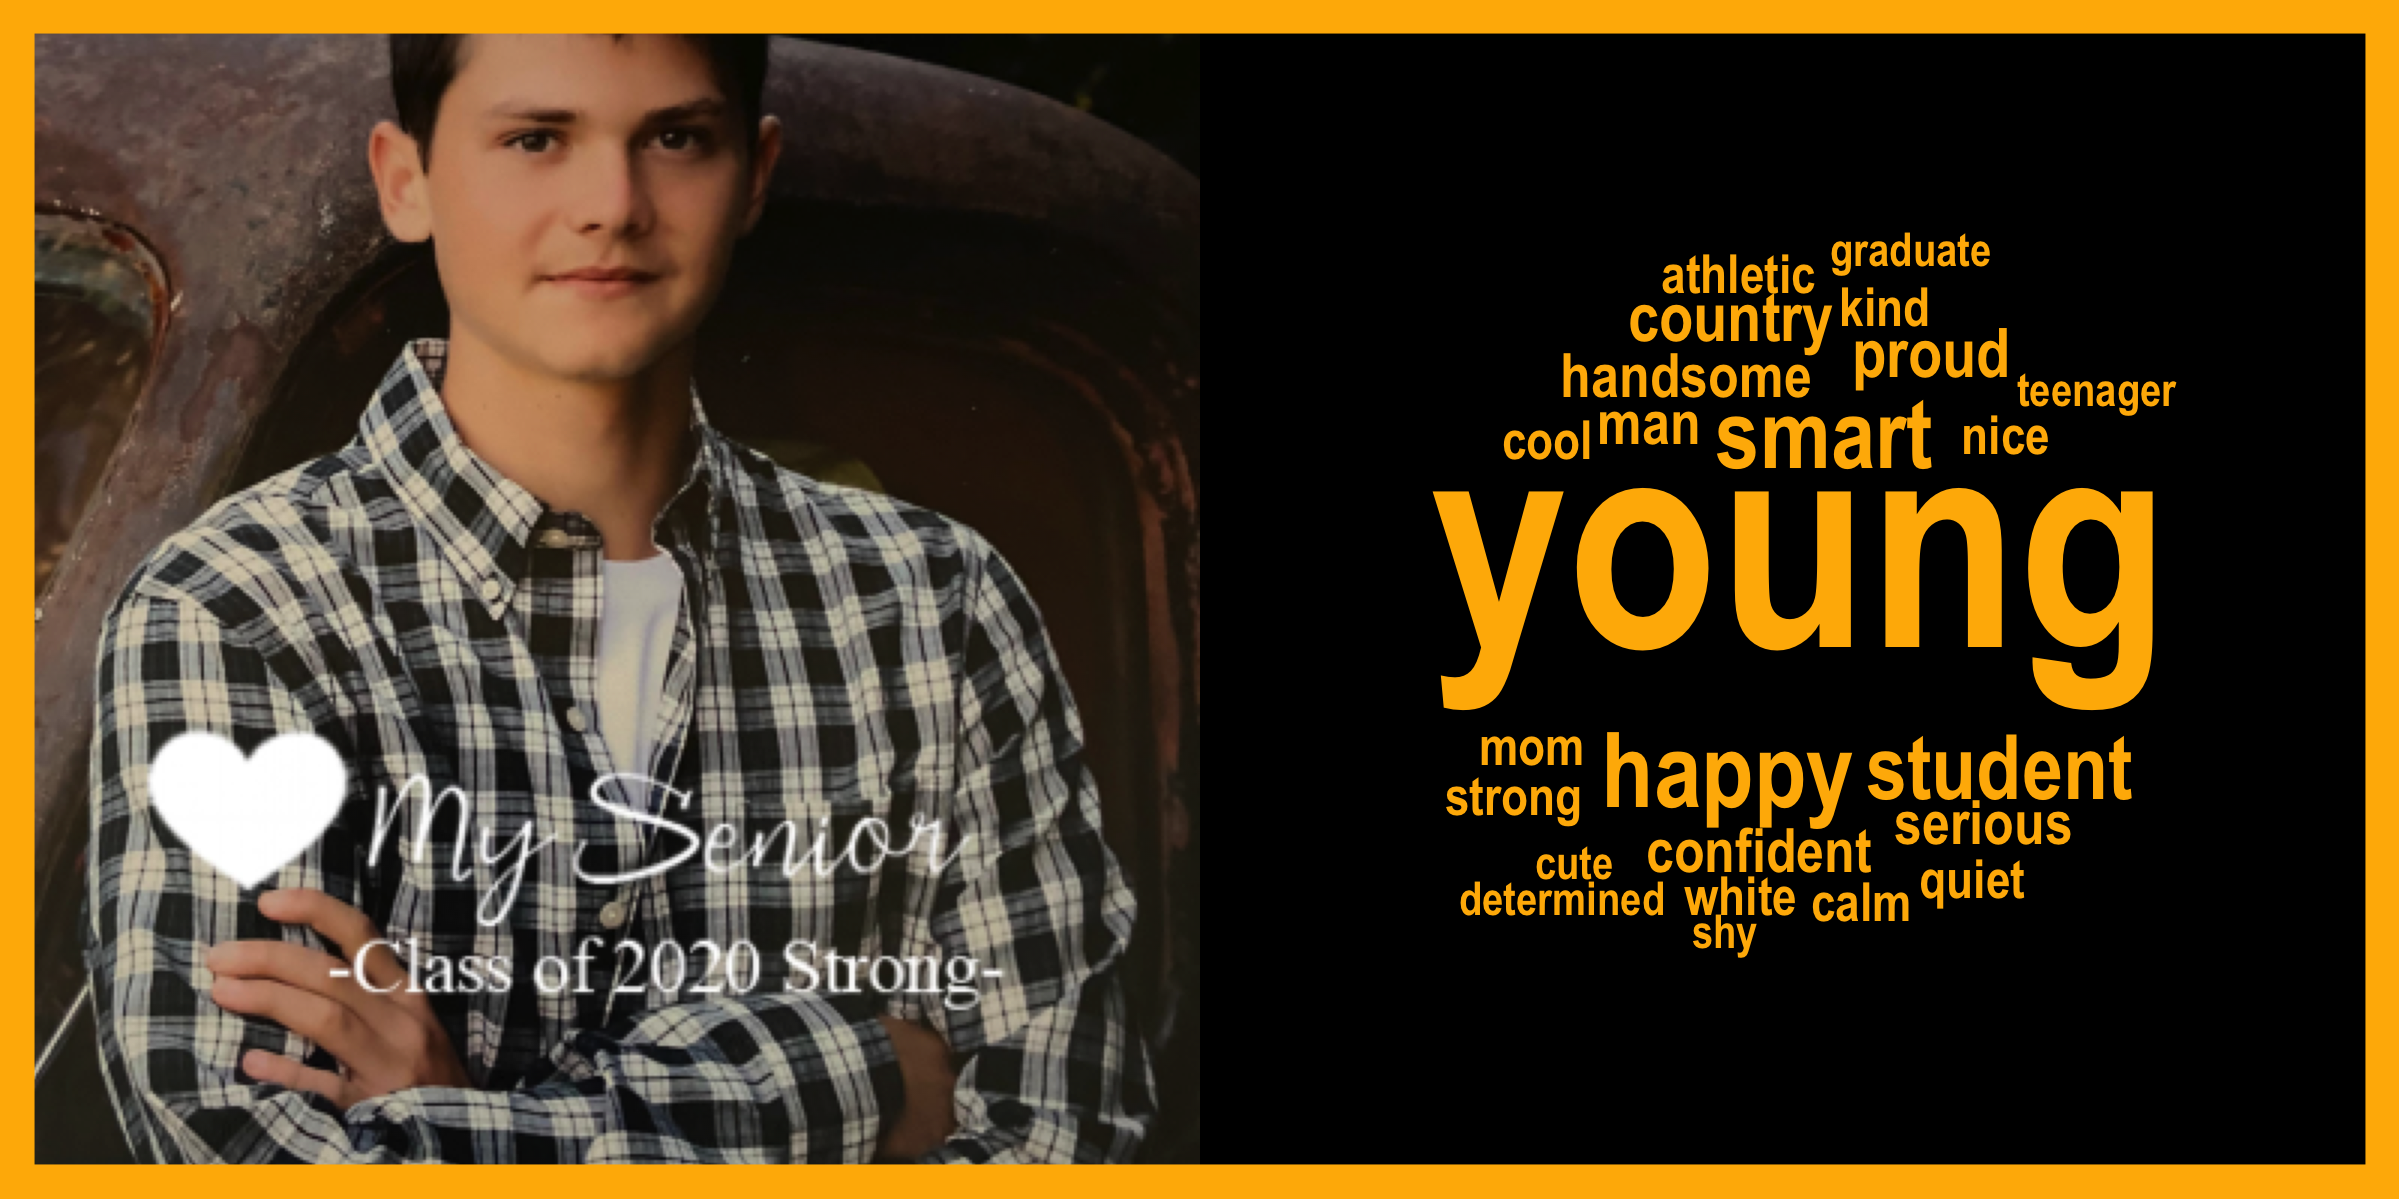 My Senior
-Class of 2020 Strong-
graduate
athletic
country kind
proud
handsome
teenager
cool man smart nice
young
mom happy student
strong
serious
cute confident
determined white calm quiet
shy